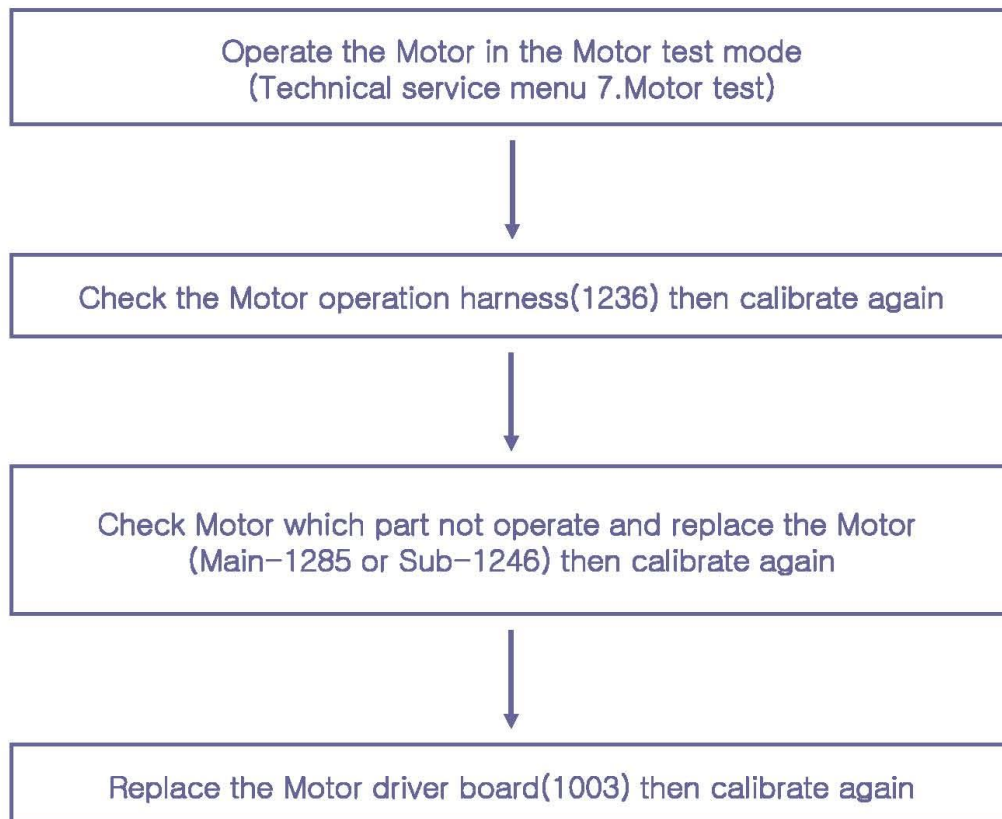 Operate the Motor in the Motor test mode
(Technical service menu 7.Motor test)
Check the Motor operation harness(1236) then calibrate again
Check Motor which part not operate and replace the Motor
(Main-1285 or Sub-1246) then calibrate again
Replace the Motor driver board(1003) then calibrate again